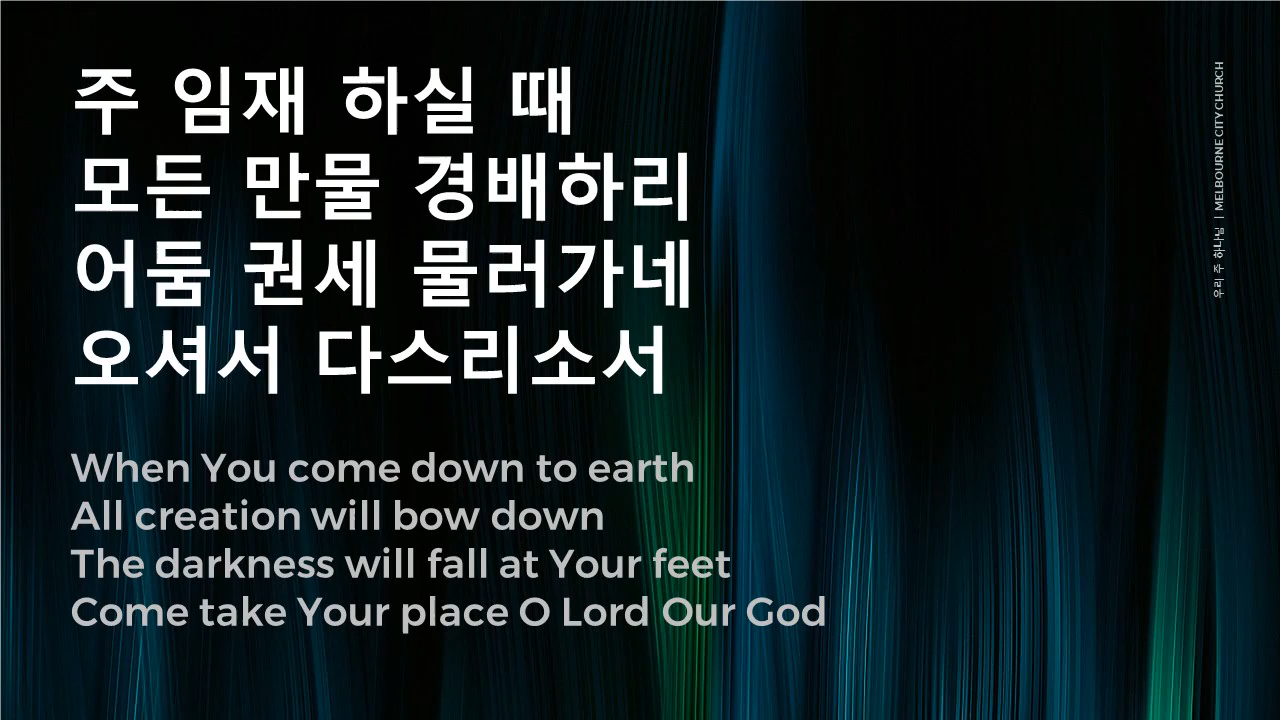 주 임재 하실 때
모든 만물 경배하리
어둠 권세 물러가네
오셔서 다스리소서
When You come down to earth
All creation will bow down
The darkness will fall at Your feet
Come take Your place O Lord Our God
우리 주 하나님 | MELBOURNE CITY CHURCH